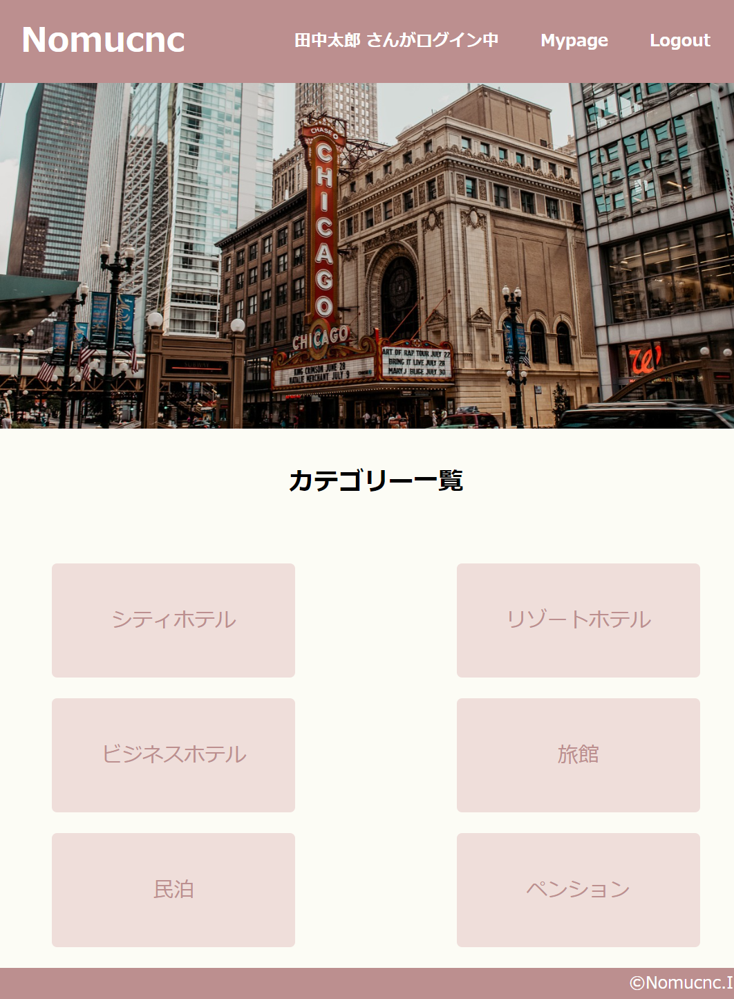 Nomucnc
田中太郎 さんがログイン中
Mypage
Logout
CHASE
CHICAGO
CHICAGO
KING CRIMSON JUNE 28
NATALIE MERCHANT JULY 9
ART OF RAP TOUR JULY 22
BRING IT LIVE JULY 28
MARY J BLIGE JULY 30
W
カテゴリー一覧
シティホテル
リゾートホテル
ビジネスホテル
旅館
民泊
ペンション
©Nomucnc.I